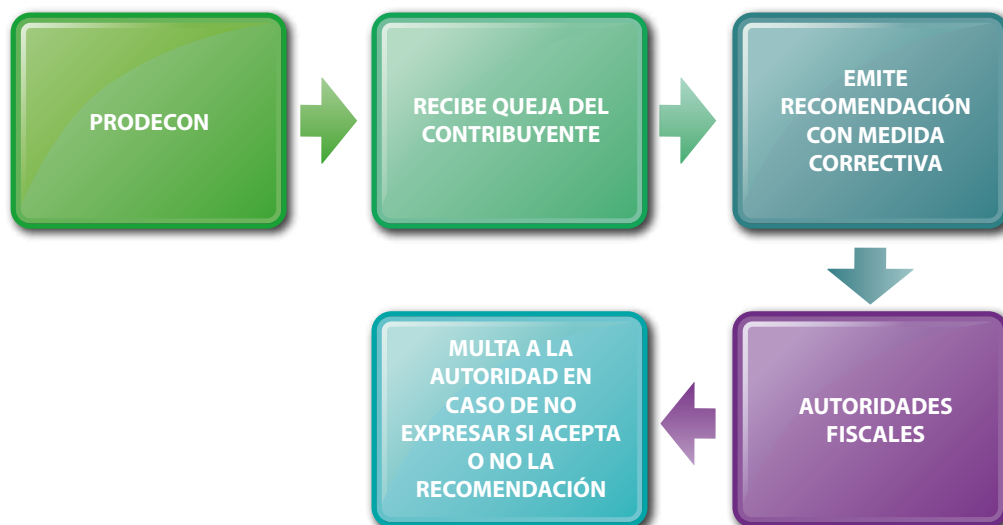 PRODECON
RECIBE QUEJA DEL
CONTRIBUYENTE
EMITE
RECOMENDACIÓN
CON MEDIDA
CORRECTIVA
AUTORIDADES
FISCALES
MULTA A LA
AUTORIDAD EN
CASO DE NO
EXPRESAR SI ACEPTA
O NO LA
RECOMENDACIÓN